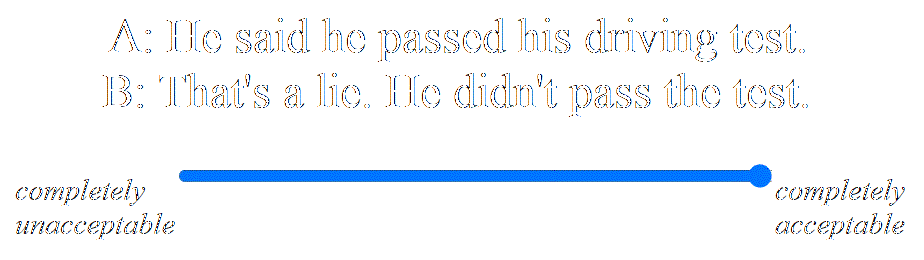 A: He said he passed his driving test.
B: That's a lie. He didn't pass the test.
completely
unacceptable
completely
acceptable